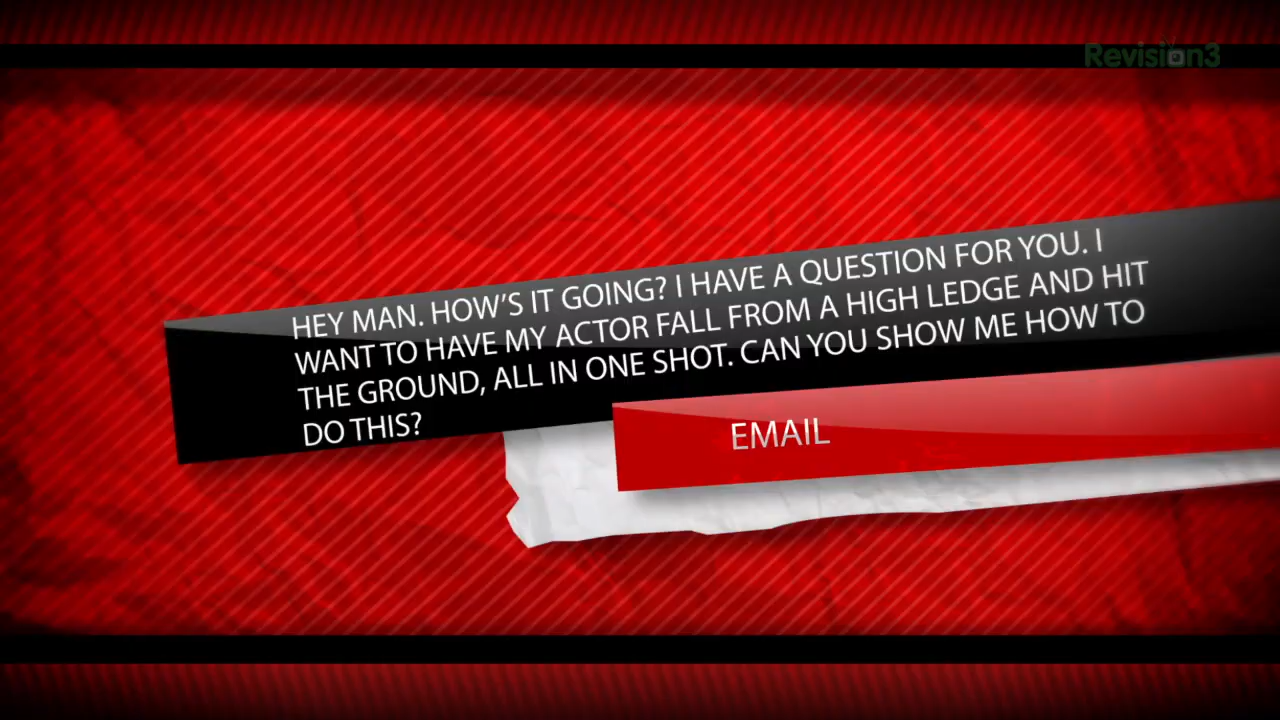 Revision3
HEY MAN. HOW'S IT GOING? I HAVE A QUESTION FOR YOU. I
WANT TO HAVE MY ACTOR FALL FROM A HIGH LEDGE AND HIT
THE GROUND, ALL IN ONE SHOT. CAN YOU SHOW ME HOW TO
DO THIS?
EMAIL